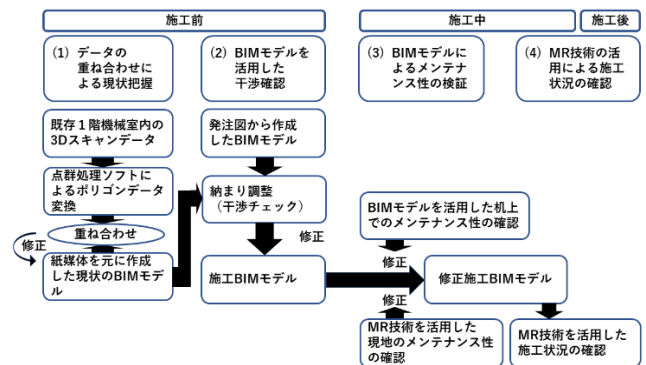 施工前
施工中
施工後
(1) データの
重ね合わせに
よる現状把握
(2) BIMモデルを
活用した
干渉確認
(3) BIMモデルに
よるメンテナ
ンス性の検証
(4) MR技術の活
用による施工
状況の確認
既存１階機械室内の
3Dスキャンデータ
発注図から作成
したBIMモデル
点群処理ソフトに
よるポリゴンデータ
変換
納まり調整
（干渉チェック）
BIMモデルを活用した机上
でのメンテナンス性の確認
重ね合わせ
修正
修正
修正
紙媒体を元に作成
した現状のBIMモデ
ル
施工BIMモデル
修正施工BIMモデル
修正
MR技術を活用した
現地のメンテナンス性
の確認
MR技術を活用した
施工状況の確認